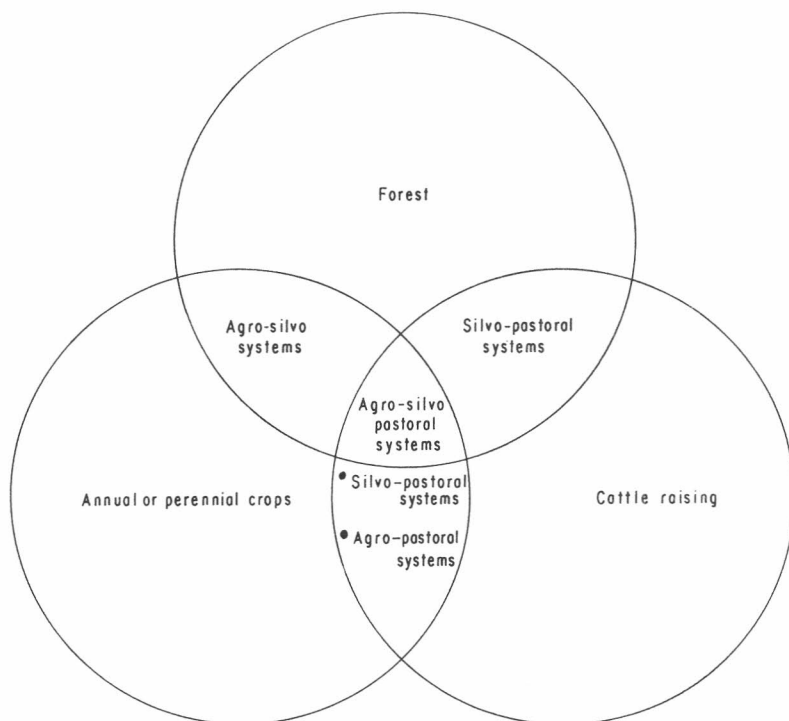 Forest
Agro-silvo
systems
Silvo-pastoral
systems
Agro-silvo
pastoral
systems
Annual or perennial crops
• Silvo-pastoral
systems
Cattle raising
• Agro-pastoral
systems